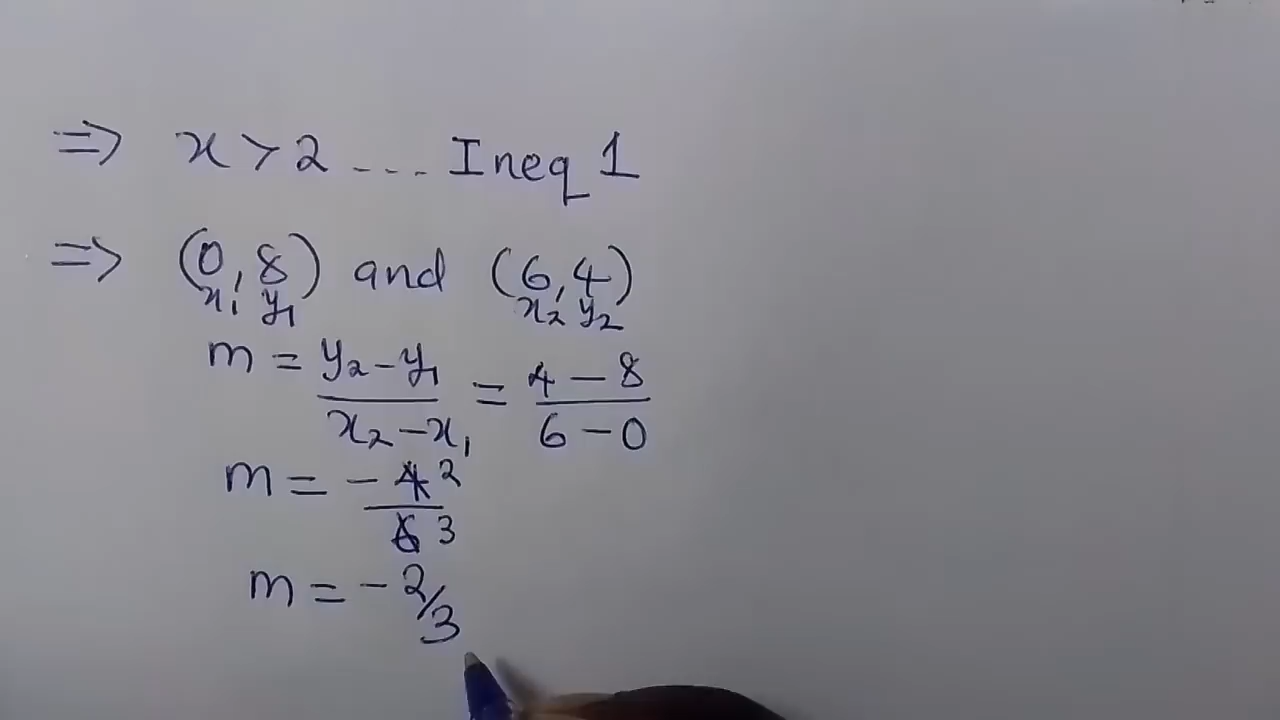 => x > 2 .... Ineq 1
=> (0, 8) and (6, 4)
x₁ y₁ x₂ y₂
m = y₂ - y₁ / x₂ - x₁ = 4 - 8 / 6 - 0
m = - 4 2 / 6 3
m = - 2/3